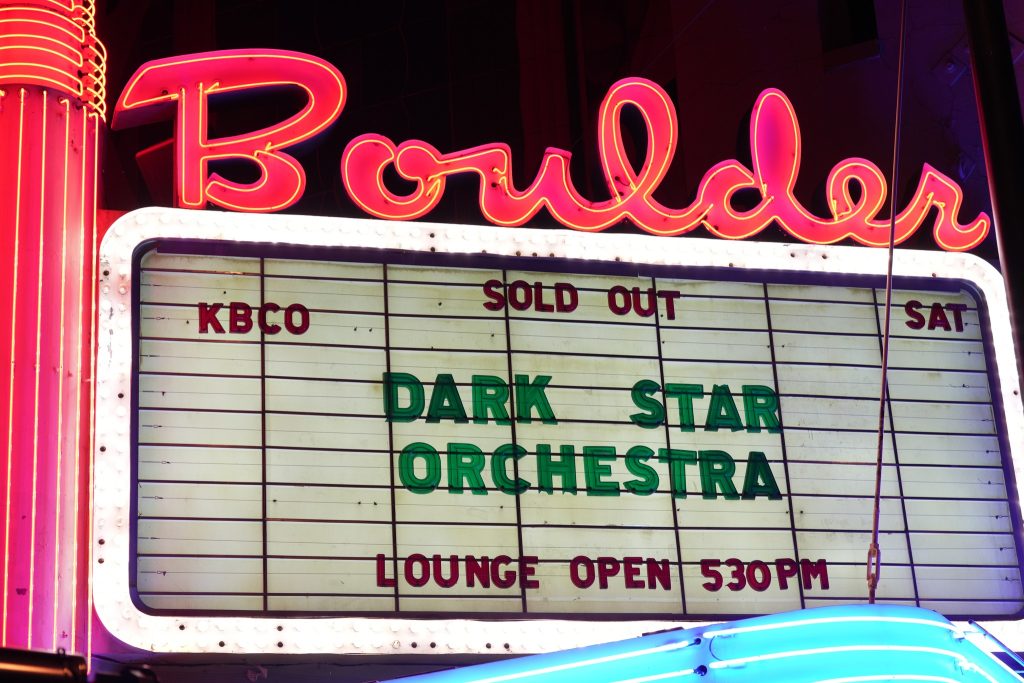 Boulder
KBCO SOLD OUT SAT
DARK STAR
ORCHESTRA
LOUNGE OPEN 530PM